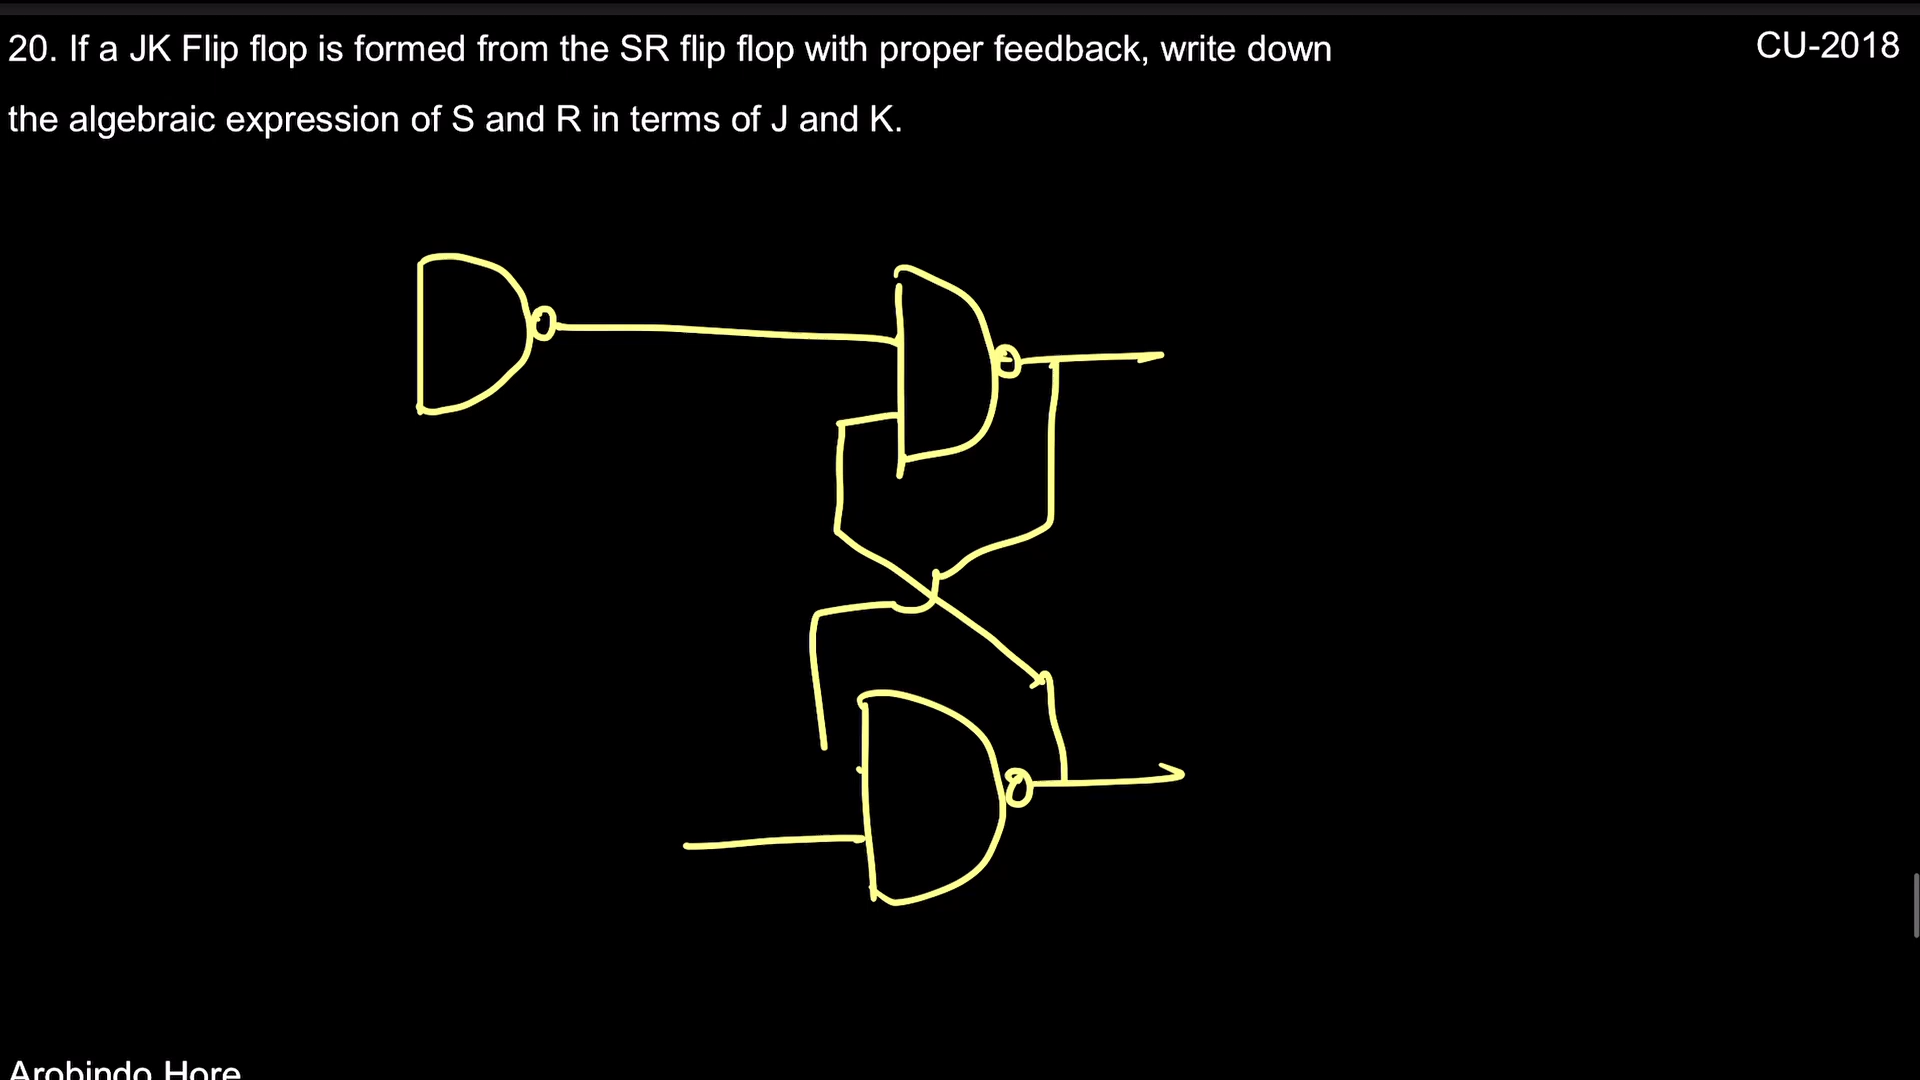 20. If a JK Flip flop is formed from the SR flip flop with proper feedback, write down
CU-2018
the algebraic expression of S and R in terms of J and K.
Arobindo Hore